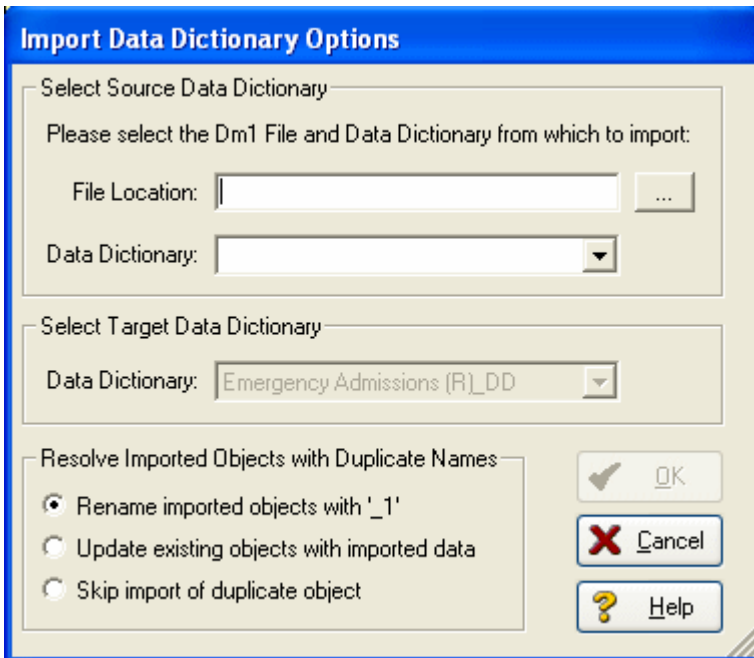 Import Data Dictionary Options
Select Source Data Dictionary
Please select the Dm1 File and Data Dictionary from which to import:
File Location:
...
Data Dictionary:
Select Target Data Dictionary
Data Dictionary: Emergency Admissions (R)_DD
Resolve Imported Objects with Duplicate Names
Rename imported objects with '_1'
Update existing objects with imported data
Skip import of duplicate object
OK
Cancel
Help